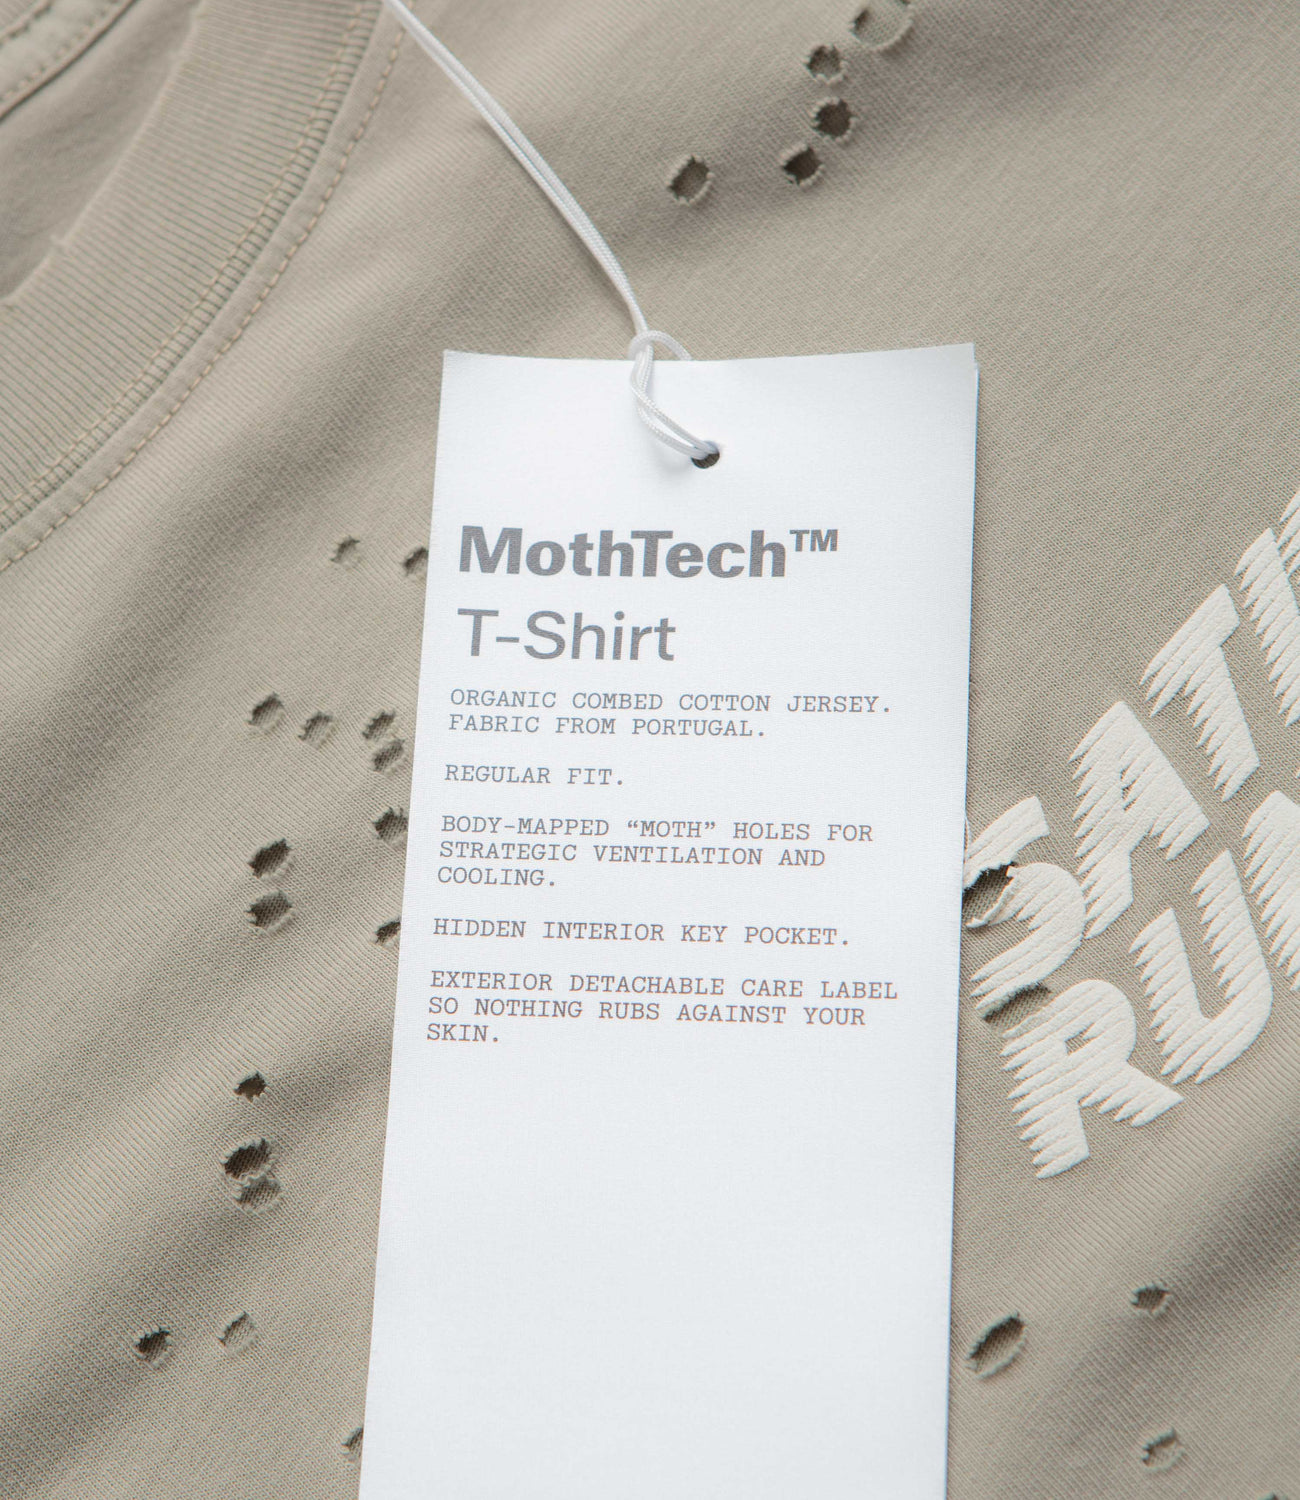 MothTech™
T-Shirt
ORGANIC COMBED COTTON JERSEY.
FABRIC FROM PORTUGAL.
REGULAR FIT.
BODY-MAPPED “MOTH” HOLES FOR
STRATEGIC VENTILATION AND
COOLING.
HIDDEN INTERIOR KEY POCKET.
EXTERIOR DETACHABLE CARE LABEL
SO NOTHING RUBS AGAINST YOUR
SKIN.